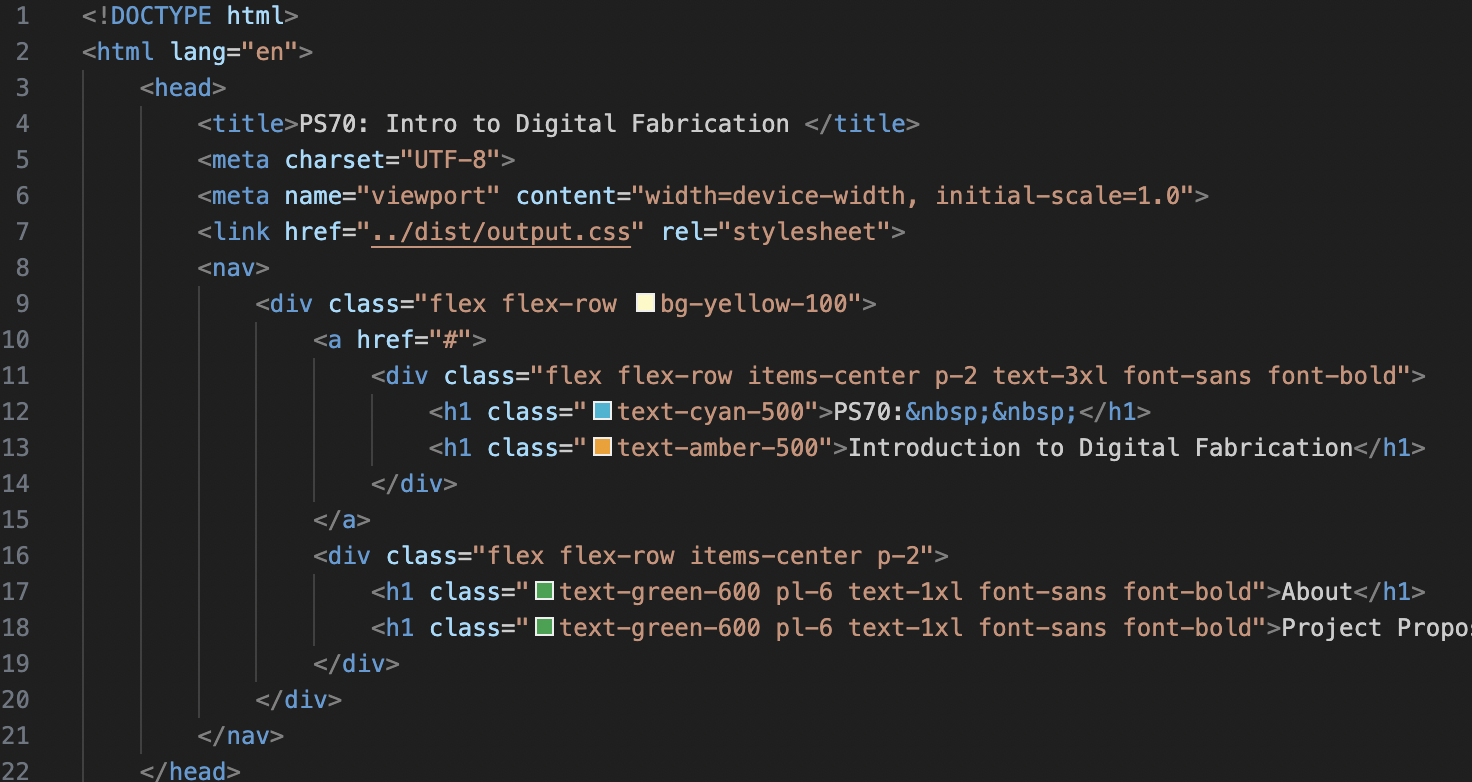 1 <!DOCTYPE html>
2 <html lang="en">
3 <head>
4 <title>PS70: Intro to Digital Fabrication </title>
5 <meta charset="UTF-8">
6 <meta name="viewport" content="width=device-width, initial-scale=1.0">
7 <link href="../dist/output.css" rel="stylesheet">
8 <nav>
9 <div class="flex flex-row bg-yellow-100">
10 <a href="#">
11 <div class="flex flex-row items-center p-2 text-3xl font-sans font-bold">
12 <h1 class="text-cyan-500">PS70:&nbsp;&nbsp;</h1>
13 <h1 class="text-amber-500">Introduction to Digital Fabrication</h1>
14 </div>
15 </a>
16 <div class="flex flex-row items-center p-2">
17 <h1 class="text-green-600 pl-6 text-1xl font-sans font-bold">About</h1>
18 <h1 class="text-green-600 pl-6 text-1xl font-sans font-bold">Project
19 </div>
20 </div>
21 </nav>
22 </head>